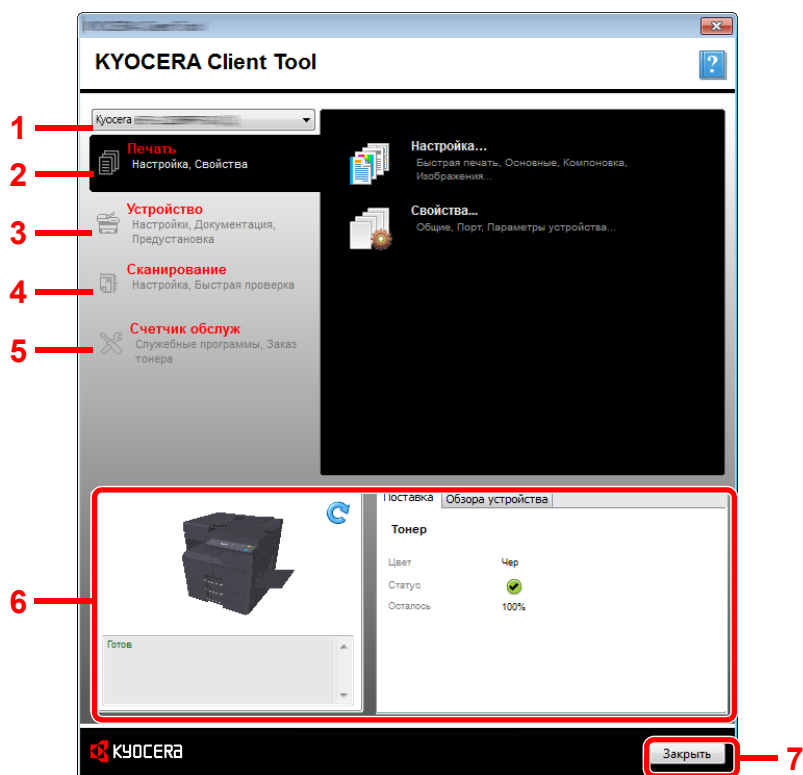 KYOCERA Client Tool
?
1
Kyocera
2
Печать
Настройка, Свойства
Настройка...
Быстрая печать, Основные, Компоновка,
Изображения...
3
Устройство
Настройки, Документация,
Предустановка
Свойства...
Общие, Порт, Параметры устройства...
4
Сканирование
Настройка, Быстрая проверка
5
Счетчик обслуж
Служебные программы, Заказ
тонера
6
Поставка
Обзора устройства
Тонер
Цвет Чер
Статус
Осталось 100%
Готов
KYOCERA
Закрыть
7